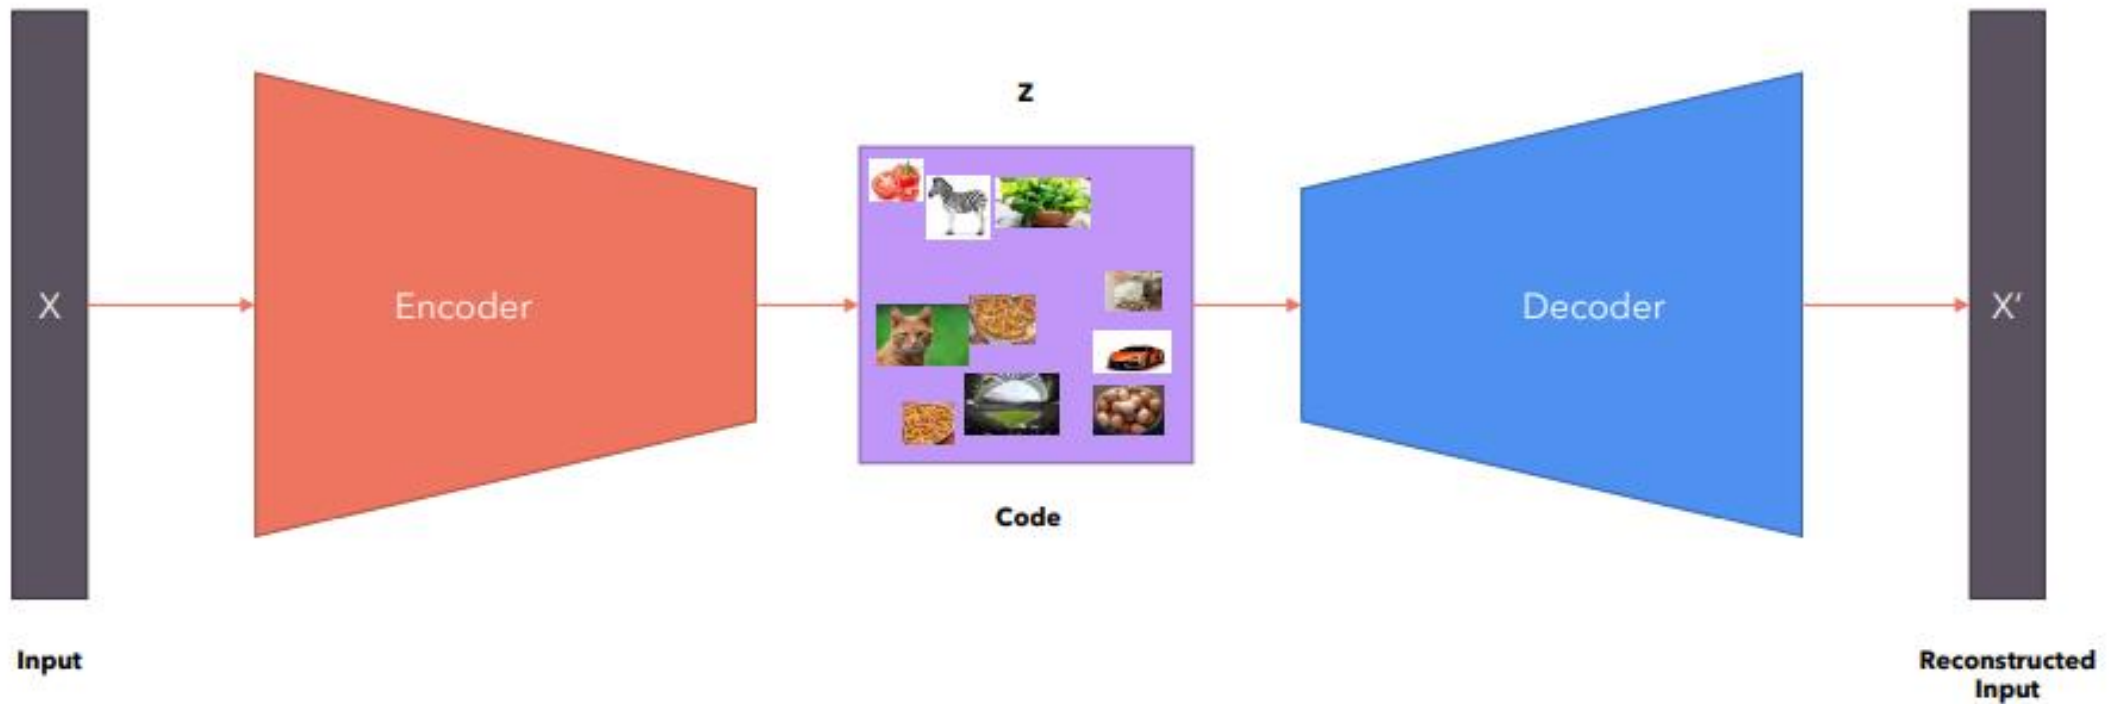 Z
X
Encoder
Decoder
X'
Code
Input
Reconstructed
Input